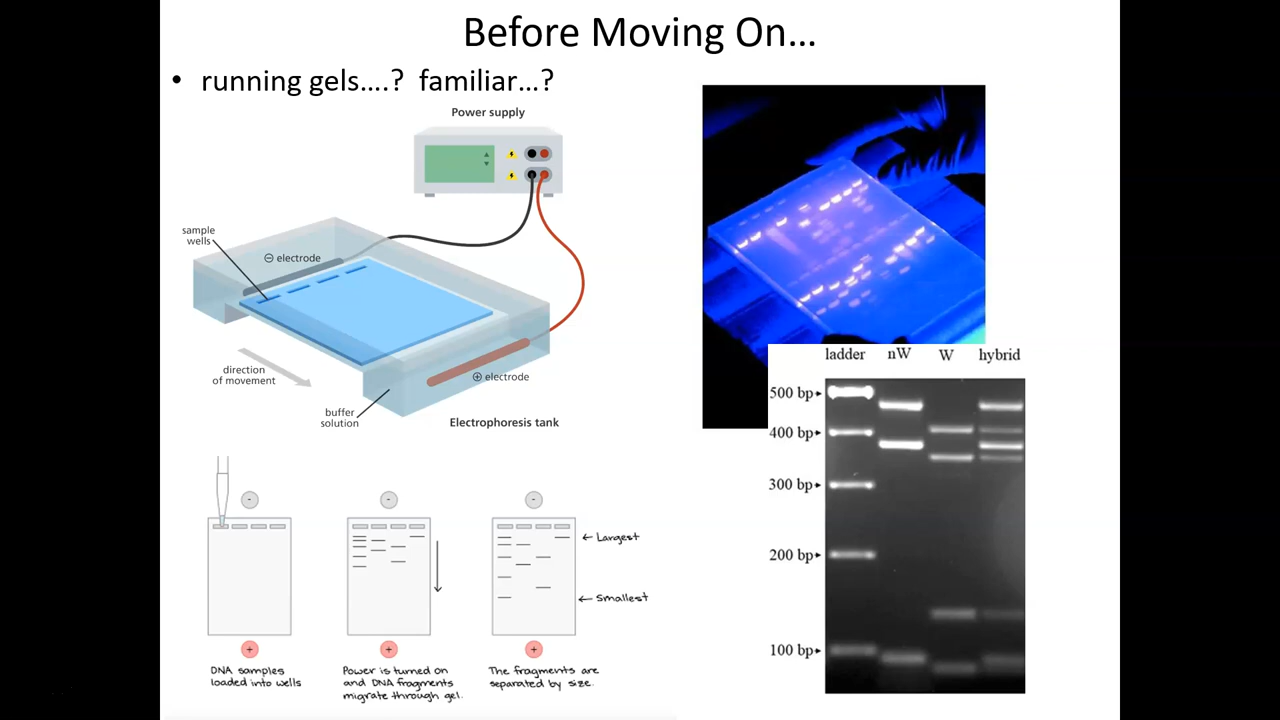 Before Moving On...
• running gels....? familiar...?
Power supply
sample
wells
⊖ electrode
direction
of movement
⊕ electrode
buffer
solution
Electrophoresis tank
- - -
← Largest
← Smallest
+ + +
DNA samples
loaded into wells
Power is turned on
and DNA fragments
migrate through gel.
The fragments are
separated by size.
ladder nW W hybrid
500 bp
400 bp
300 bp
200 bp
100 bp